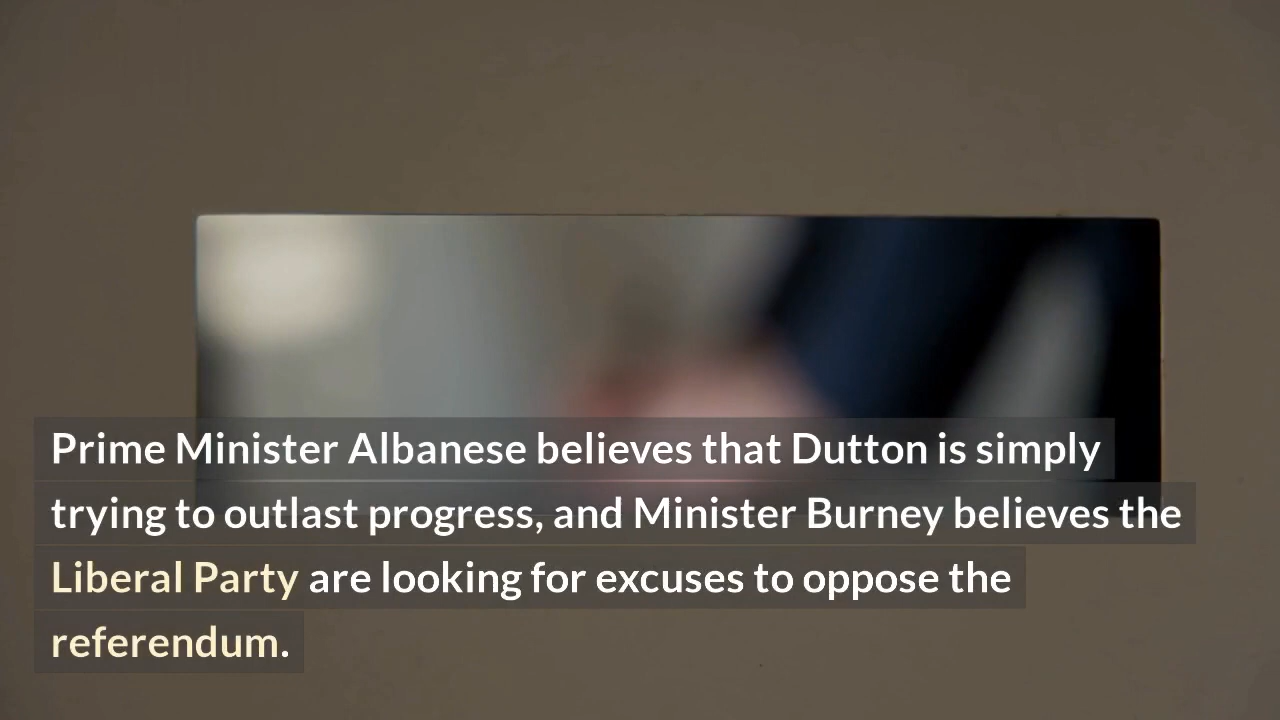 Prime Minister Albanese believes that Dutton is simply
trying to outlast progress, and Minister Burney believes the
Liberal Party are looking for excuses to oppose the
referendum.